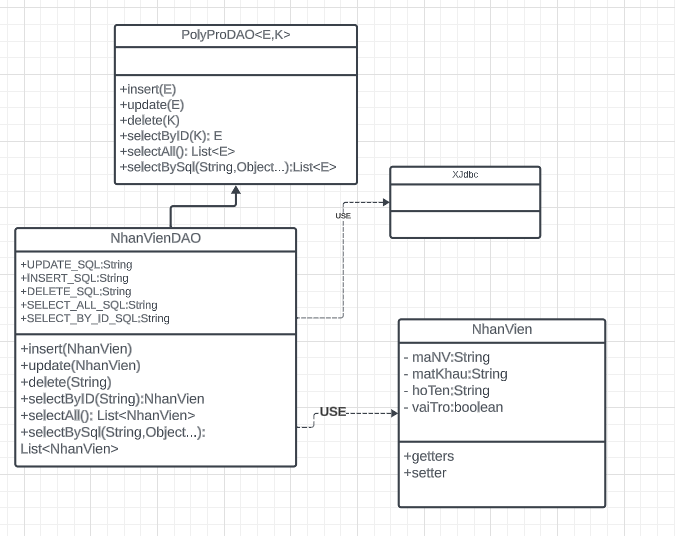 PolyProDAO<E,K>
+insert(E)
+update(E)
+delete(K)
+selectByID(K): E
+selectAll(): List<E>
+selectBySql(String,Object...):List<E>
XJdbc
USE
NhanVienDAO
+UPDATE_SQL;String
+INSERT_SQL;String
+DELETE_SQL;String
+SELECT_ALL_SQL;String
+SELECT_BY_ID_SQL;String
+insert(NhanVien)
+update(NhanVien)
+delete(String)
+selectByID(String):NhanVien
+selectAll(): List<NhanVien>
+selectBySql(String,Object...):
List<NhanVien>
USE
NhanVien
- maNV:String
- matKhau:String
- hoTen;String
- vaiTro:boolean
+getters
+setter